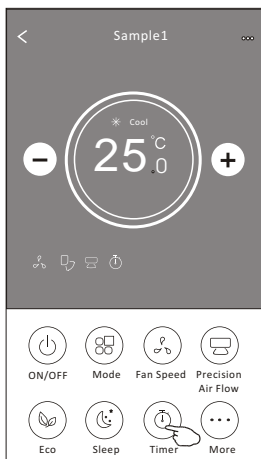 Sample1
Cool
25.0 °C
ON/OFF
Mode
Fan Speed
Precision
Air Flow
Eco
Sleep
Timer
More